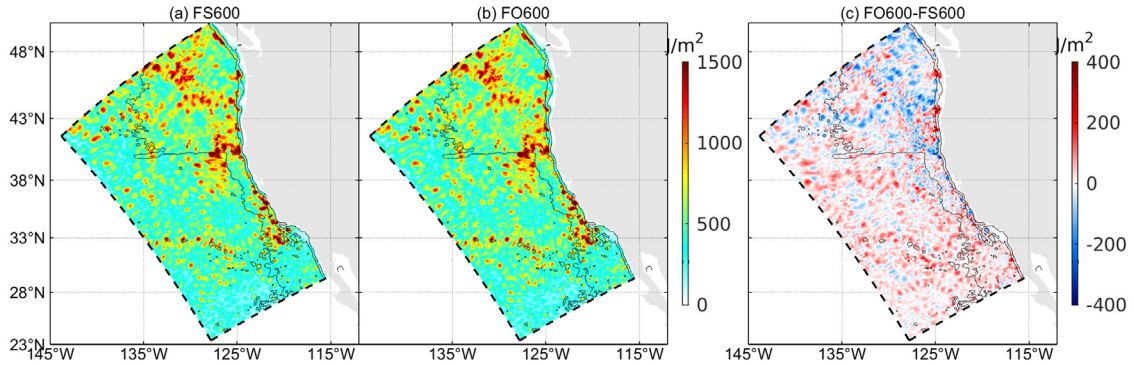 (a) FS600
(b) FO600
(c) FO600-FS600
48°N
43°N
38°N
33°N
28°N
23°N
145°W
135°W
125°W
115°W
135°W
125°W
115°W
J/m²
1500
1000
500
0
145°W
135°W
125°W
115°W
J/m²
400
200
0
-200
-400